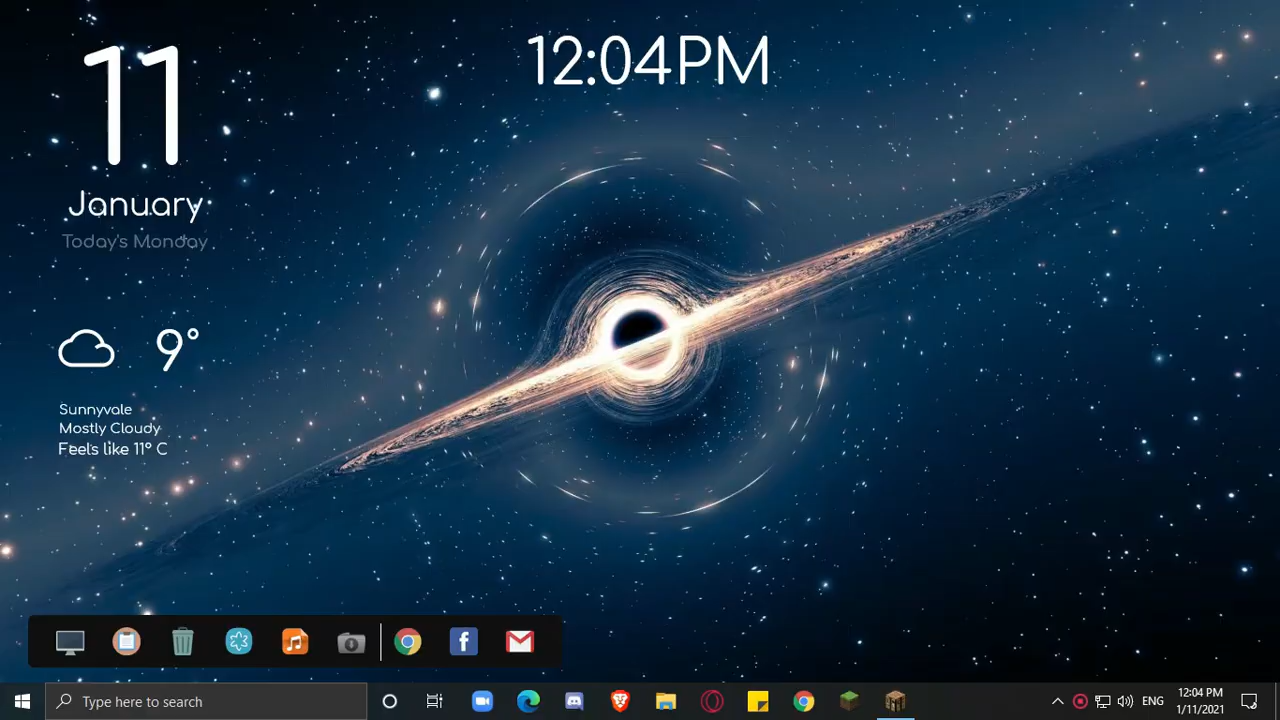 11
January
Today's Monday
12:04PM
9°
Sunnyvale
Mostly Cloudy
Feels like 11° C
Type here to search
ENG
12:04 PM
1/11/2021